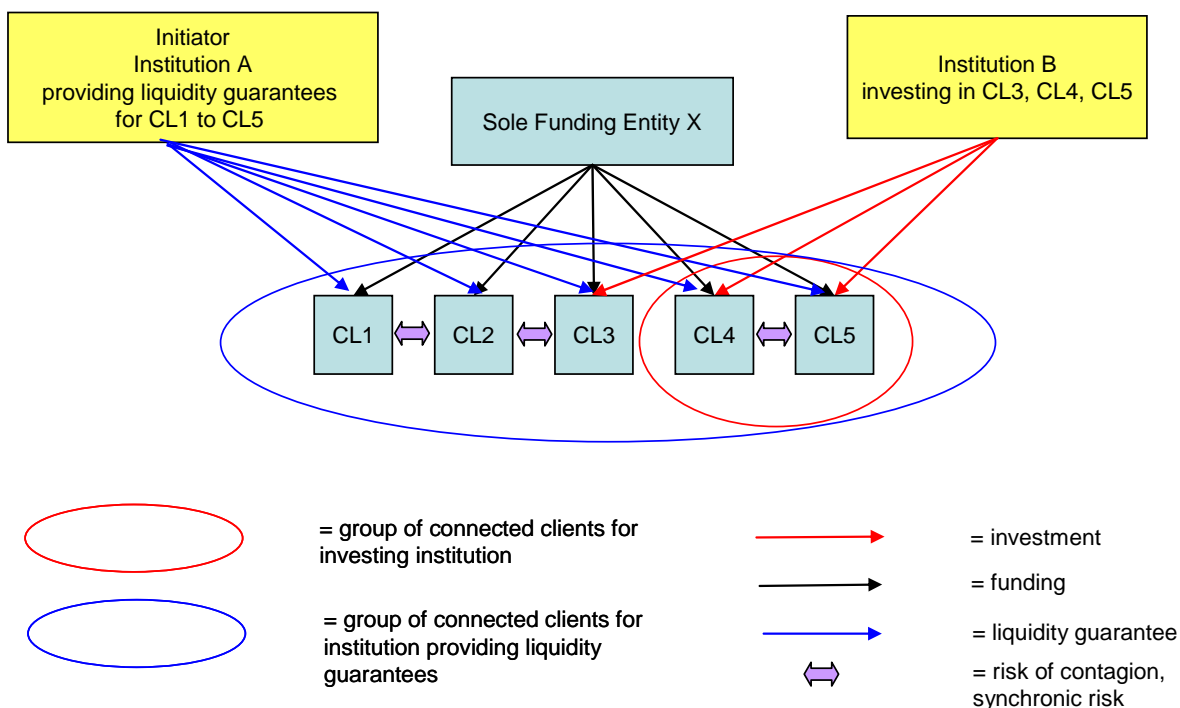 Initiator
Institution A
providing liquidity guarantees
for CL1 to CL5
Sole Funding Entity X
Institution B
investing in CL3, CL4, CL5
CL1
CL2
CL3
CL4
CL5
= group of connected clients for
investing institution
= group of connected clients for
institution providing liquidity
guarantees
= investment
= funding
= liquidity guarantee
= risk of contagion,
synchronic risk